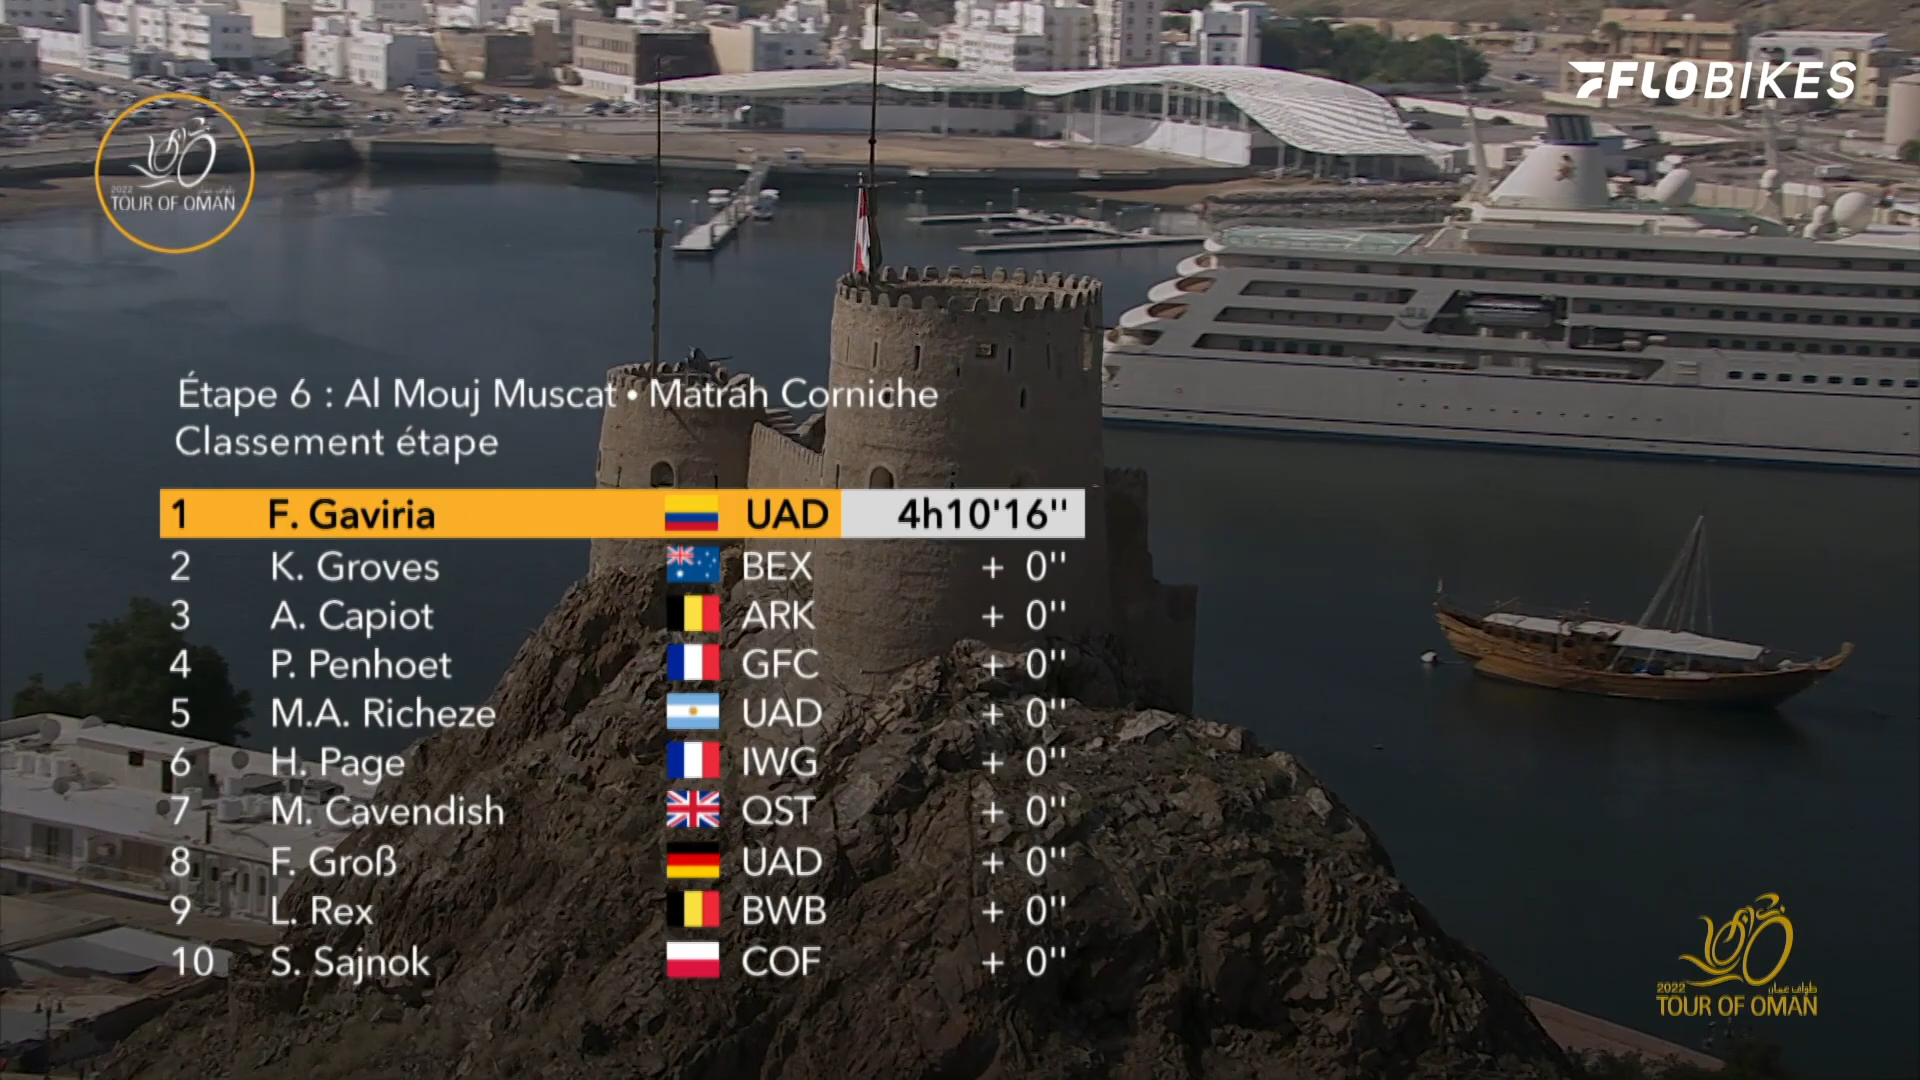 FLOBIKES
2022 طواف عمان
TOUR OF OMAN
Étape 6 : Al Mouj Muscat • Matrah Corniche
Classement étape
1 F. Gaviria UAD 4h10'16''
2 K. Groves BEX + 0''
3 A. Capiot ARK + 0''
4 P. Penhoet GFC + 0''
5 M.A. Richeze UAD + 0''
6 H. Page IWG + 0''
7 M. Cavendish QST + 0''
8 F. Groß UAD + 0''
9 L. Rex BWB + 0''
10 S. Sajnok COF + 0''
2022 طواف عمان
TOUR OF OMAN